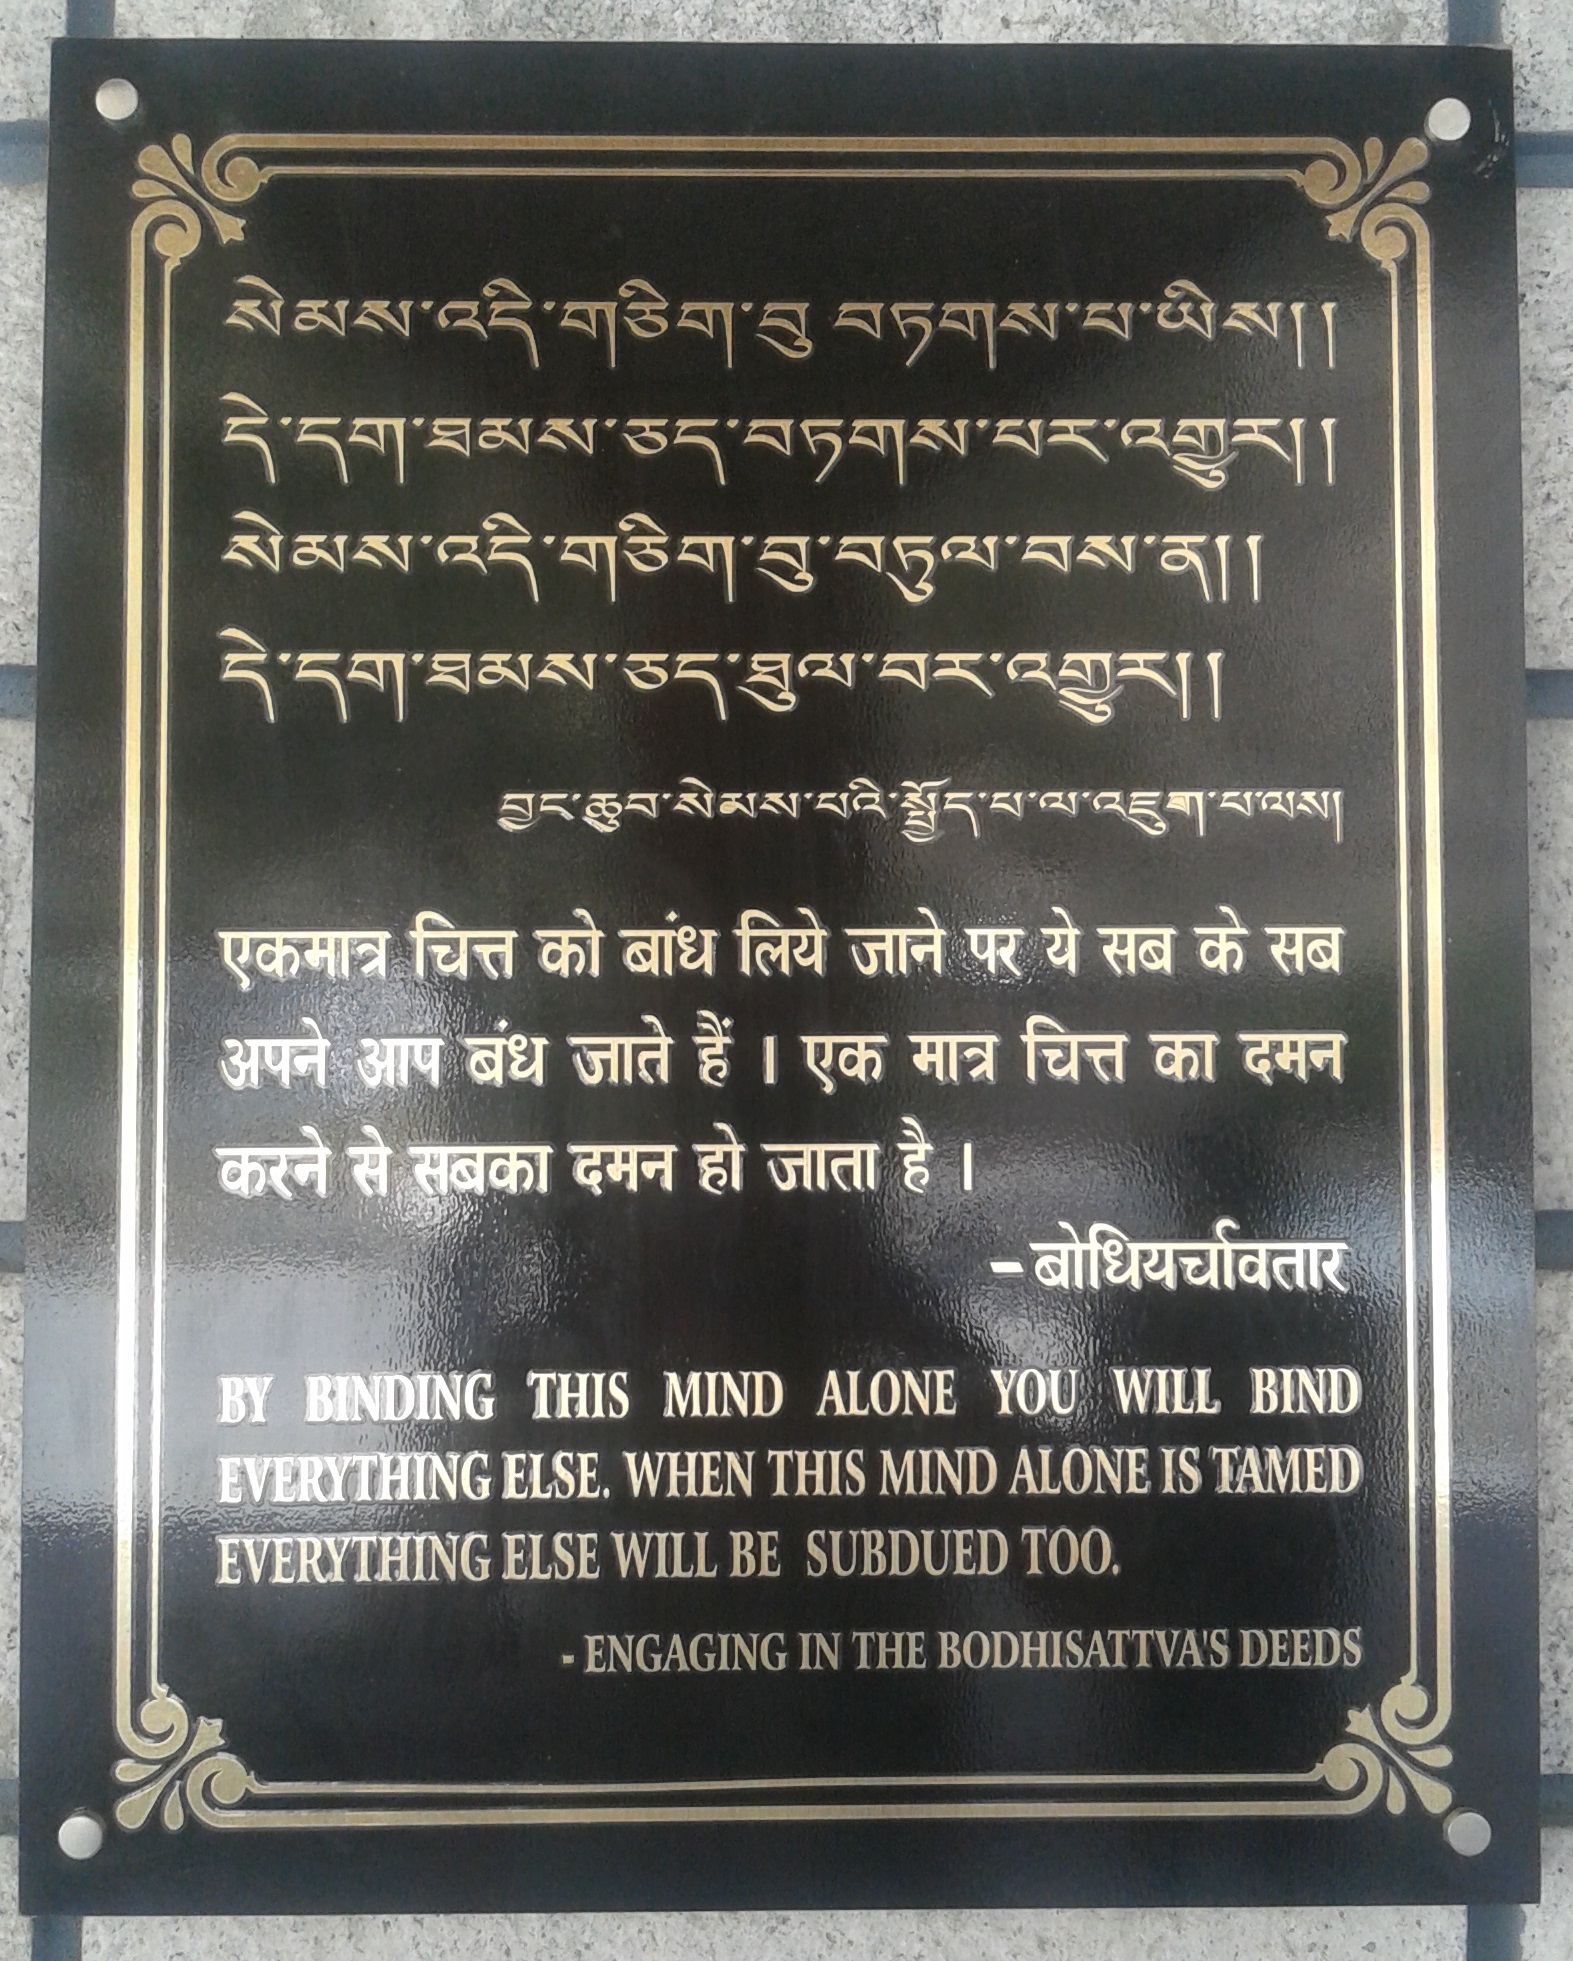 སེམས་འདི་གཅིག་བུ བཏགས་པ་ཡིས།།
དེ་དག་ཐམས་ཅད་བཏགས་པར་འགྱུར།།
སེམས་འདི་གཅིག་བུ་བཏུལ་བས་ན།།
དེ་དག་ཐམས་ཅད་ཐུལ་བར་འགྱུར།།
བྱང་ཆུབ་སེམས་པའི་སྤྱོད་པ་ལ་འཇུག་པ་ལས།
एकमात्र चित्त को बांध लिये जाने पर ये सब के सब
अपने आप बंध जाते हैं । एक मात्र चित्त का दमन
करने से सबका दमन हो जाता है ।
-बोधियर्चावतार
BY BINDING THIS MIND ALONE YOU WILL BIND
EVERYTHING ELSE. WHEN THIS MIND ALONE IS TAMED
EVERYTHING ELSE WILL BE SUBDUED TOO.
- ENGAGING IN THE BODHISATTVA'S DEEDS